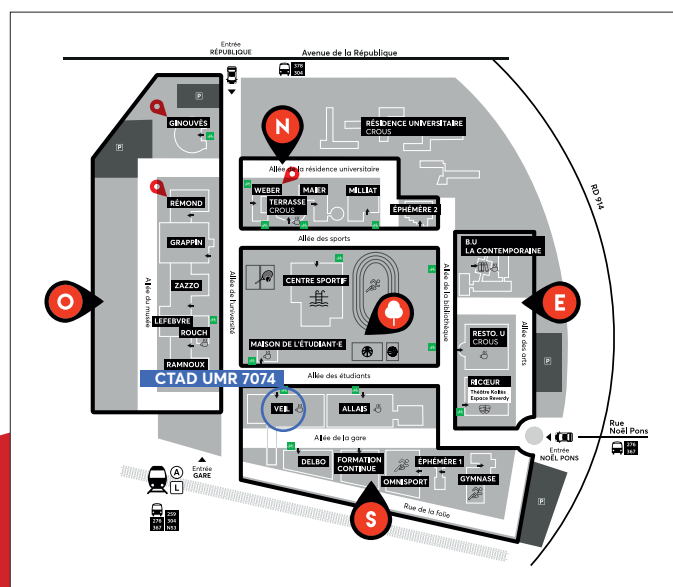 Entrée
RÉPUBLIQUE
Avenue de la République
378
304
P
GINOUVÈS
P
N
RÉSIDENCE UNIVERSITAIRE
CROUS
Allée de la résidence universitaire
WEBER
MAIER
MILLIAT
TERRASSE
CROUS
RÉMOND
ÉPHÉMÈRE 2
RD 914
GRAPPIN
Allée des sports
B.U
LA CONTEMPORAINE
Allée du musée
Allée de l'université
ZAZZO
CENTRE SPORTIF
Allée de la bibliothèque
O
E
LEFEBVRE
ROUCH
RESTO. U
CROUS
Allée des arts
MAISON DE L'ÉTUDIANT·E
RAMNOUX
P
CTAD UMR 7074
Allée des étudiants
RICŒUR
Théâtre Koltès
Espace Reverdy
VEIL
ALLAIS
Rue
Noël Pons
276
367
Allée de la gare
Entrée
NOËL PONS
Entrée
GARE
DELBO
FORMATION
CONTINUE
ÉPHÉMÈRE 1
OMNISPORT
GYMNASE
A
L
P
S
Rue de la folie
259
276 304
367 N53